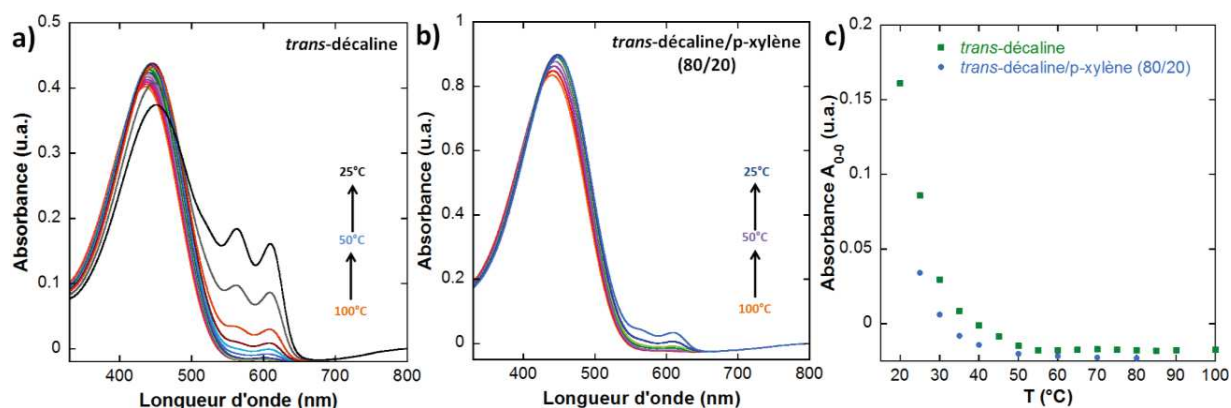 a)
trans-décaline
Absorbance (u.a.)
0.5
0.4
0.3
0.2
0.1
0
25°C
50°C
100°C
400 500 600 700 800
Longueur d'onde (nm)
b)
trans-décaline/p-xylène
(80/20)
Absorbance (u.a.)
1
0.8
0.6
0.4
0.2
0
25°C
50°C
100°C
400 500 600 700 800
Longueur d'onde (nm)
c)
trans-décaline
trans-décaline/p-xylène (80/20)
Absorbance A0-0 (u.a.)
0.2
0.15
0.1
0.05
0
20 30 40 50 60 70 80 90 100
T (°C)